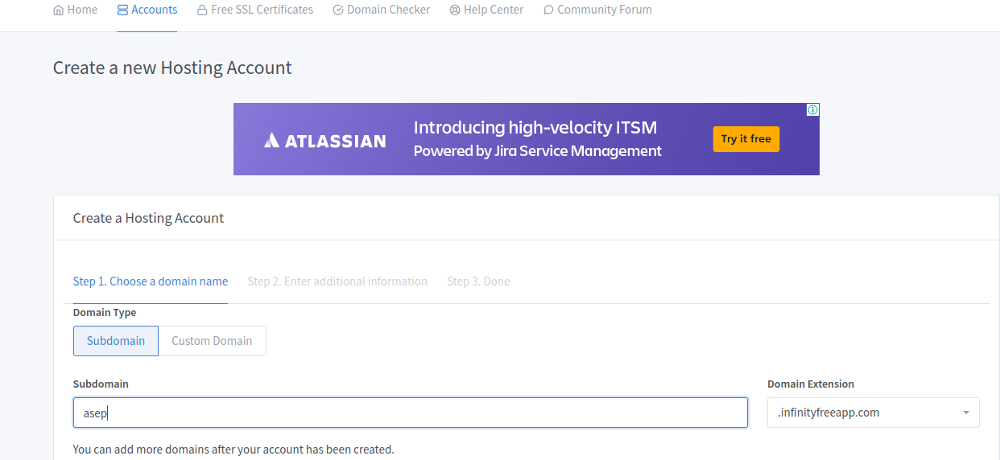 Home Accounts Free SSL Certificates Domain Checker Help Center Community Forum
Create a new Hosting Account
ATLASSIAN
Introducing high-velocity ITSM
Powered by Jira Service Management
Try it free
Create a Hosting Account
Step 1. Choose a domain name Step 2. Enter additional information Step 3. Done
Domain Type
Subdomain Custom Domain
Subdomain Domain Extension
asep .infinityfreeapp.com
You can add more domains after your account has been created.